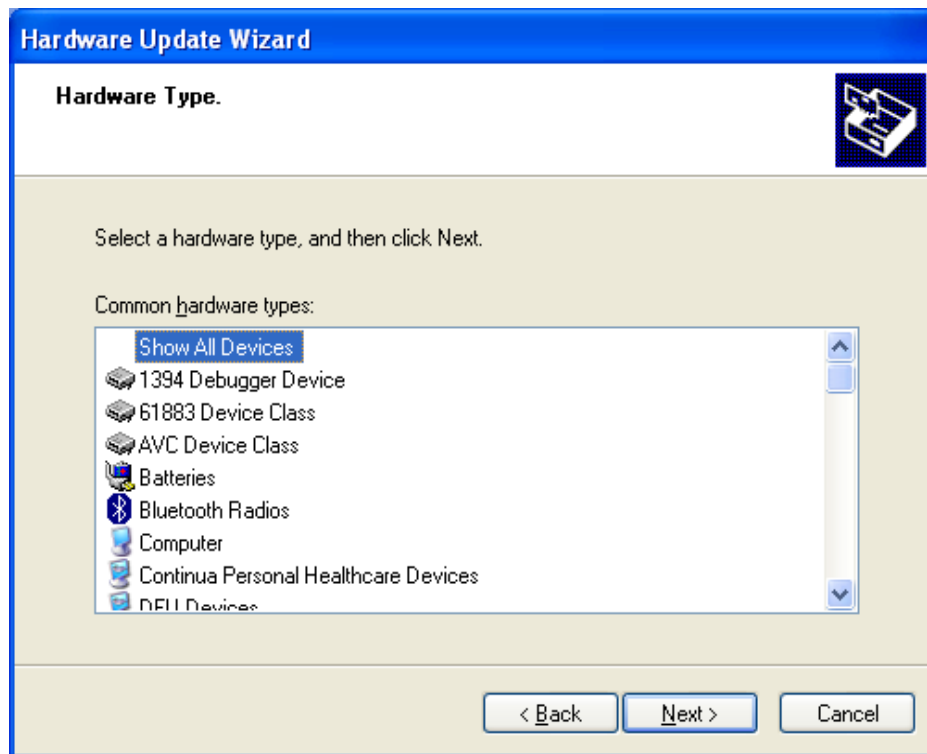 Hardware Update Wizard
Hardware Type.
Select a hardware type, and then click Next.
Common hardware types:
Show All Devices
1394 Debugger Device
61883 Device Class
AVC Device Class
Batteries
Bluetooth Radios
Computer
Continua Personal Healthcare Devices
DFU Devices
< Back Next > Cancel